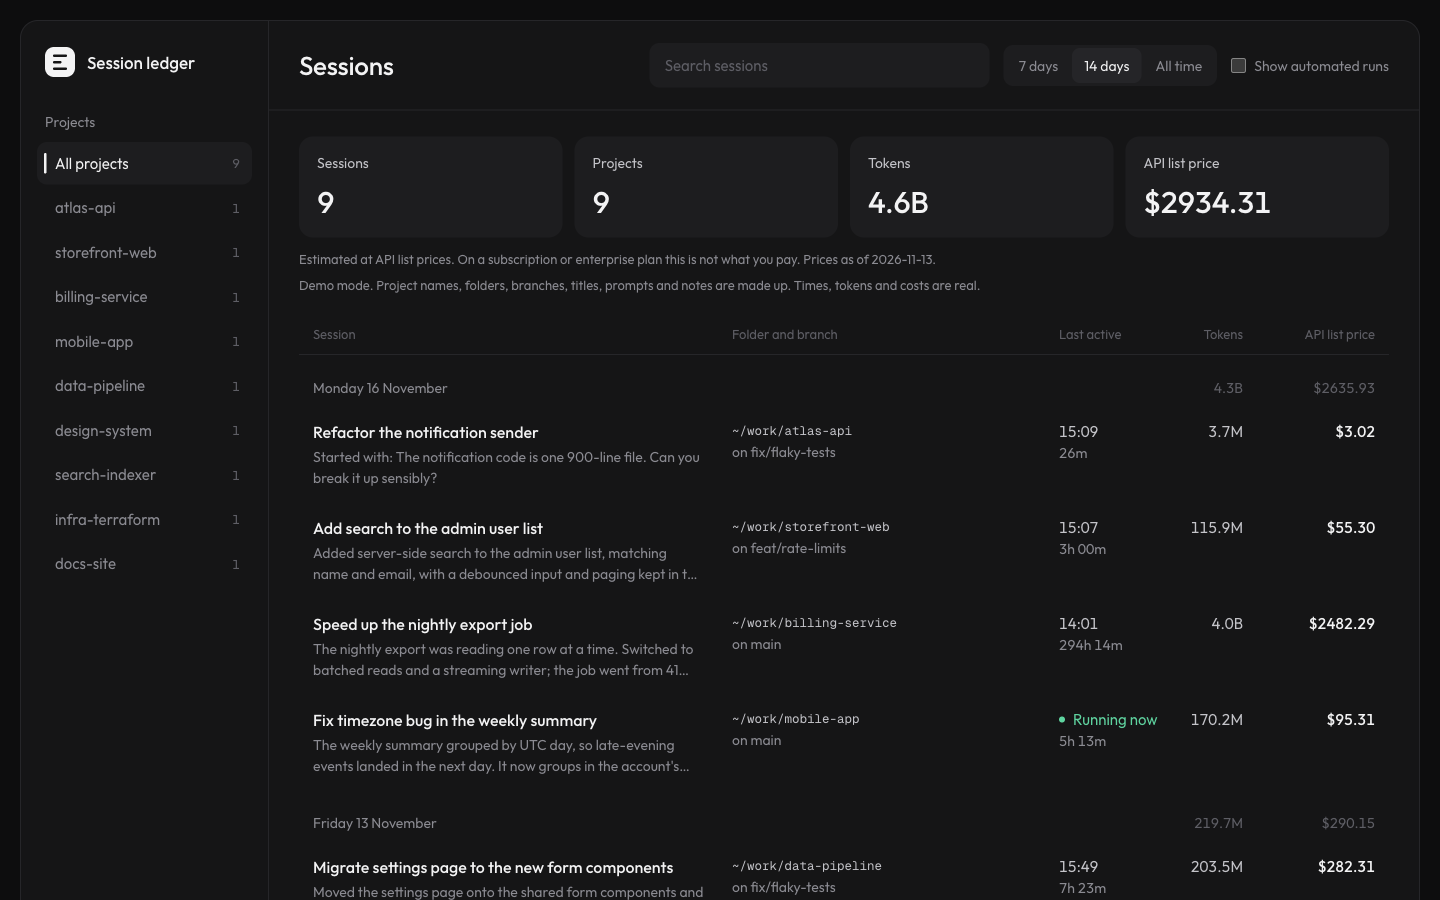 Session ledger
Projects
All projects 9
atlas-api 1
storefront-web 1
billing-service 1
mobile-app 1
data-pipeline 1
design-system 1
search-indexer 1
infra-terraform 1
docs-site 1
Sessions
Search sessions
7 days 14 days All time
Show automated runs
Sessions
9
Projects
9
Tokens
4.6B
API list price
$2934.31
Estimated at API list prices. On a subscription or enterprise plan this is not what you pay. Prices as of 2026-11-13.
Demo mode. Project names, folders, branches, titles, prompts and notes are made up. Times, tokens and costs are real.
Session Folder and branch Last active Tokens API list price
Monday 16 November 4.3B $2635.93
Refactor the notification sender ~/work/atlas-api 15:09 3.7M $3.02
Started with: The notification code is one 900-line file. Can you on fix/flaky-tests 26m
break it up sensibly?
Add search to the admin user list ~/work/storefront-web 15:07 115.9M $55.30
Added server-side search to the admin user list, matching on feat/rate-limits 3h 00m
name and email, with a debounced input and paging kept in t…
Speed up the nightly export job ~/work/billing-service 14:01 4.0B $2482.29
The nightly export was reading one row at a time. Switched to on main 294h 14m
batched reads and a streaming writer; the job went from 41…
Fix timezone bug in the weekly summary ~/work/mobile-app Running now 170.2M $95.31
The weekly summary grouped by UTC day, so late-evening on main 5h 13m
events landed in the next day. It now groups in the account's…
Friday 13 November 219.7M $290.15
Migrate settings page to the new form components ~/work/data-pipeline 15:49 203.5M $282.31
Moved the settings page onto the shared form components and on fix/flaky-tests 7h 23m